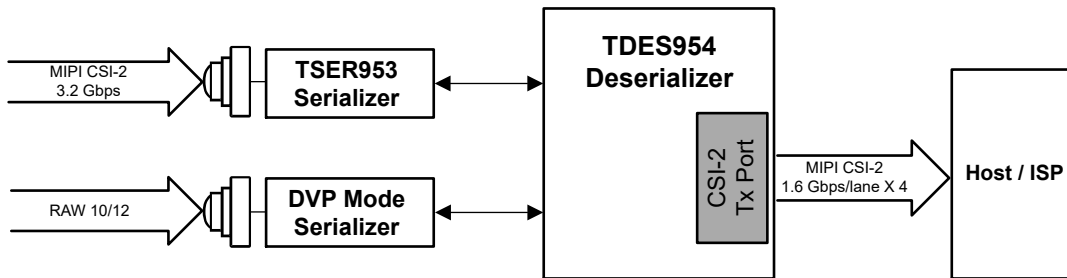 MIPI CSI-2
3.2 Gbps
TSER953
Serializer
RAW 10/12
DVP Mode
Serializer
TDES954
Deserializer
CSI-2
Tx Port
MIPI CSI-2
1.6 Gbps/lane X 4
Host / ISP